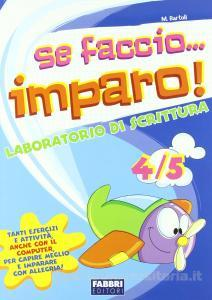 M. Bartoli
se faccio...
imparo!
LABORATORIO DI SCRITTURA
4/5
TANTI ESERCIZI
E ATTIVITÀ,
ANCHE CON IL
COMPUTER,
PER CAPIRE MEGLIO
E IMPARARE
CON ALLEGRIA!
FABBRI
EDITORI